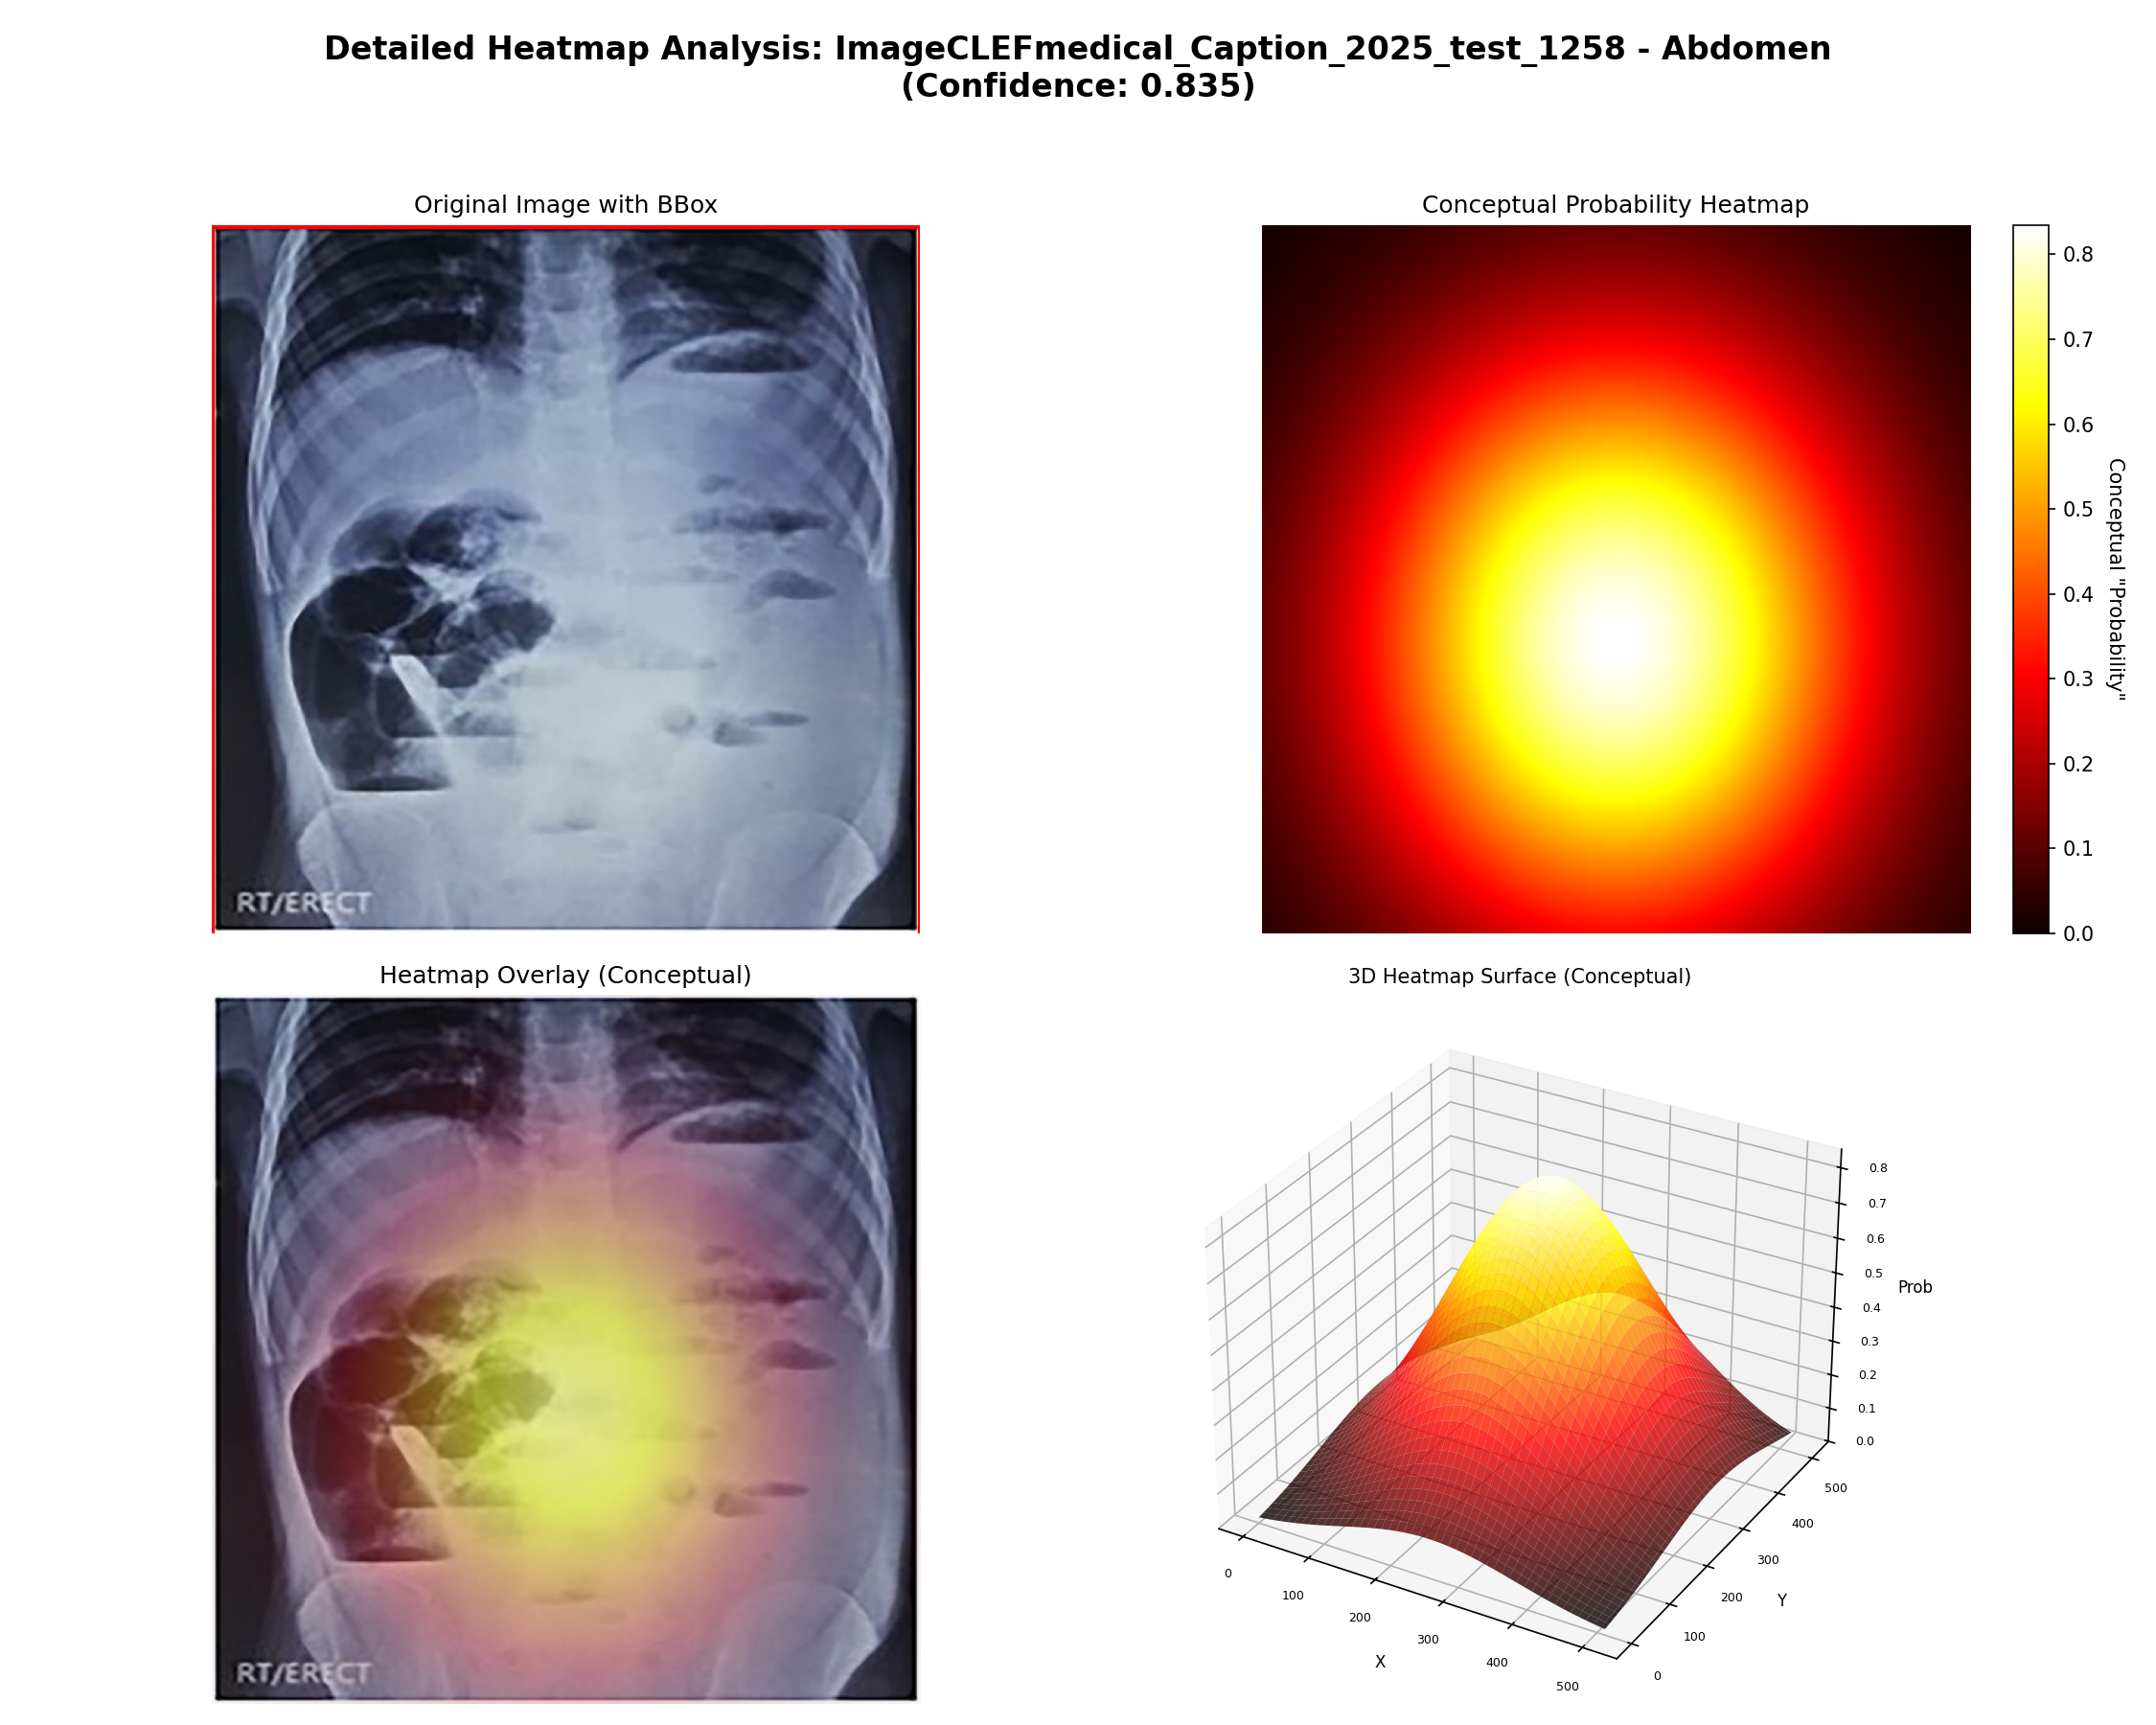 Detailed Heatmap Analysis: ImageCLEFmedical_Caption_2025_test_1258 - Abdomen
(Confidence: 0.835)
Original Image with BBox
Conceptual Probability Heatmap
RT/ERECT
0.8
0.7
0.6
0.5
0.4
0.3
0.2
0.1
0.0
Conceptual "Probability"
Heatmap Overlay (Conceptual)
3D Heatmap Surface (Conceptual)
RT/ERECT
0.8
0.7
0.6
0.5
0.4
0.3
0.2
0.1
0.0
Prob
0
100
200
300
400
500
X
0
100
200
300
400
500
Y